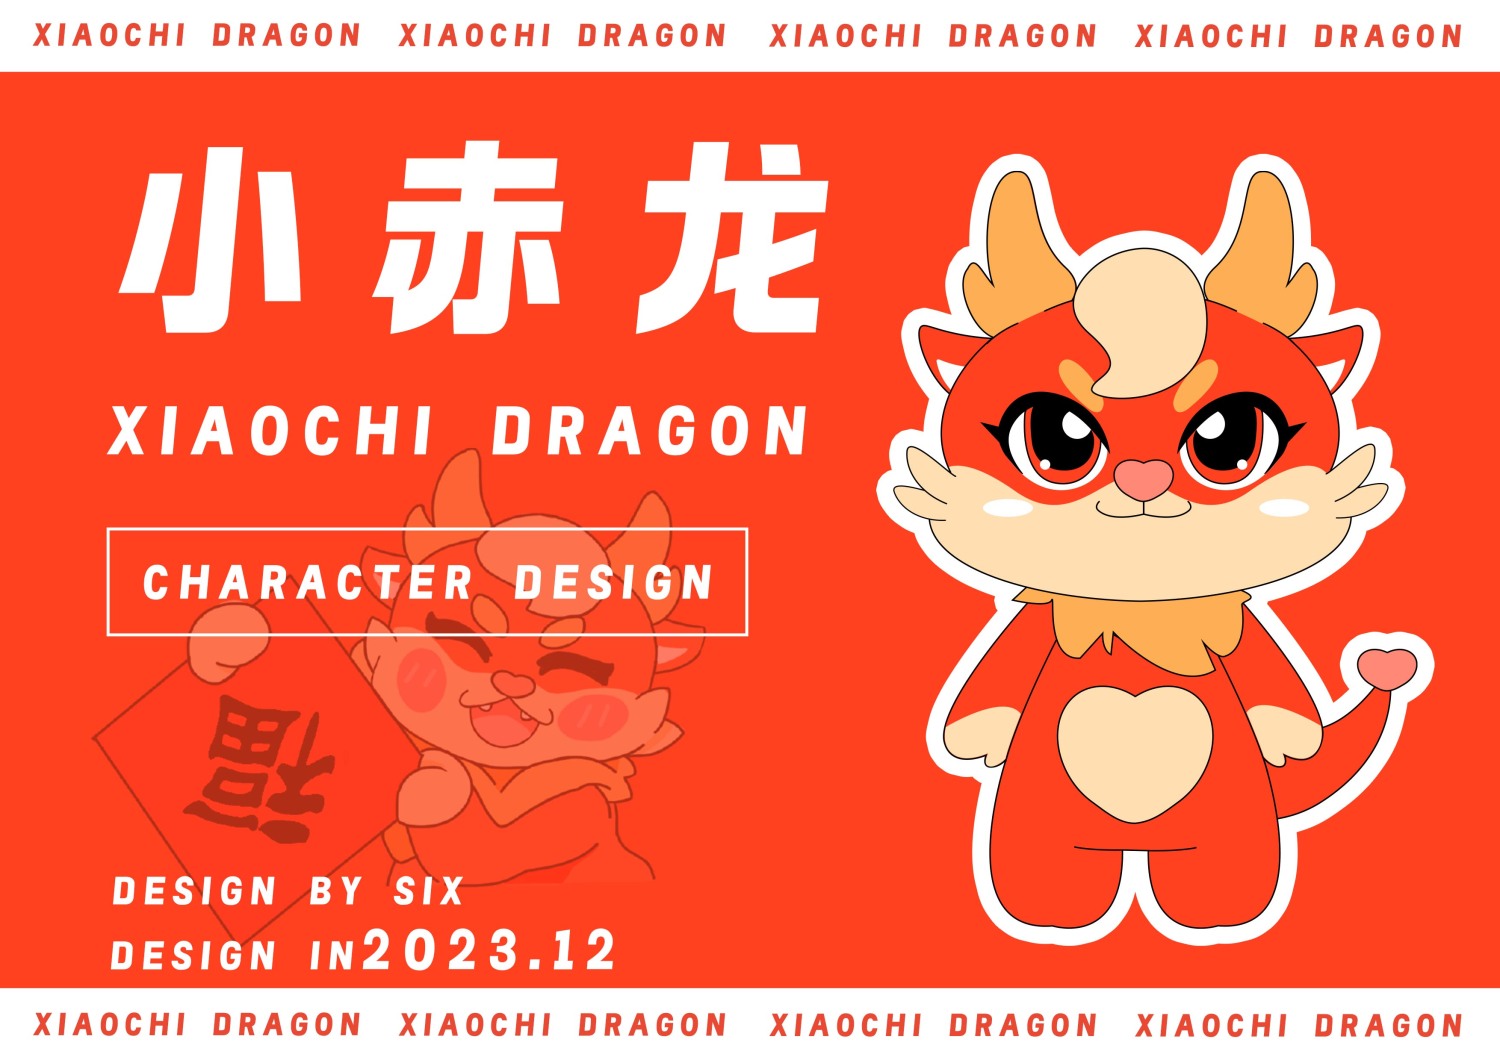 XIAOCHI DRAGON XIAOCHI DRAGON XIAOCHI DRAGON XIAOCHI DRAGON
小赤龙
XIAOCHI DRAGON
CHARACTER DESIGN
福
DESIGN BY SIX
DESIGN IN2023.12
XIAOCHI DRAGON XIAOCHI DRAGON XIAOCHI DRAGON XIAOCHI DRAGON